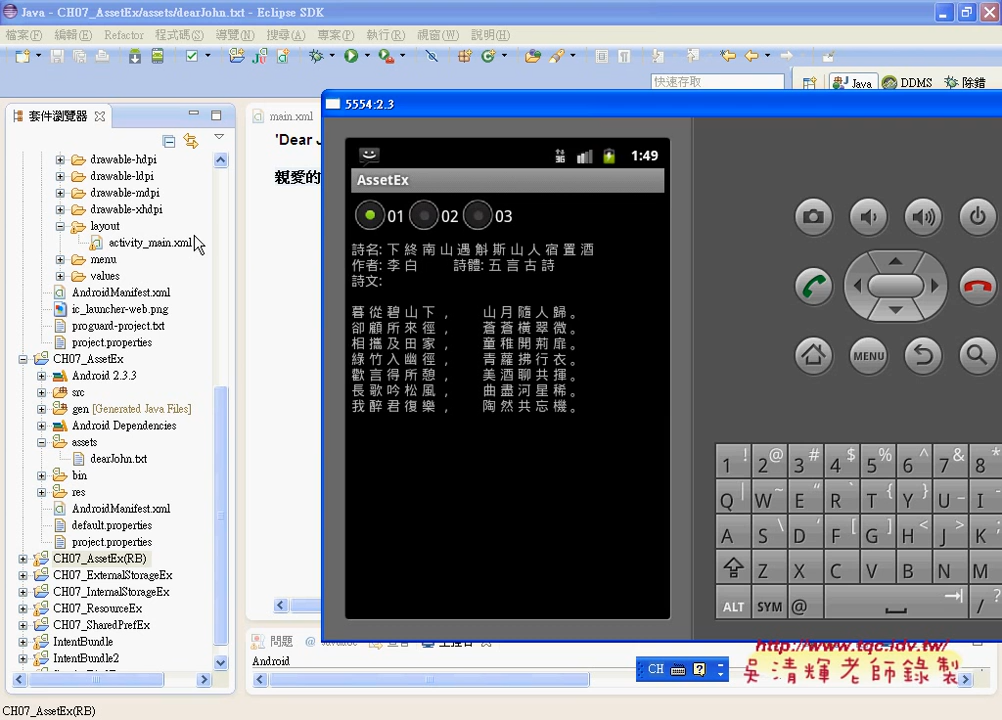 Java - CH07_AssetEx/assets/dearJohn.txt - Eclipse SDK
檔案(F) 編輯(E) Refactor 程式碼(S) 導覽(N) 搜尋(A) 專案(P) 執行(R) 視窗(W) 說明(H)
快速存取
Java DDMS 除錯
套件瀏覽器
drawable-hdpi
drawable-ldpi
drawable-mdpi
drawable-xhdpi
layout
activity_main.xml
menu
values
AndroidManifest.xml
ic_launcher-web.png
proguard-project.txt
project.properties
CH07_AssetEx
Android 2.3.3
src
gen [Generated Java Files]
Android Dependencies
assets
dearJohn.txt
bin
res
AndroidManifest.xml
default.properties
project.properties
CH07_AssetEx(RB)
CH07_ExternalStorageEx
CH07_InternalStorageEx
CH07_ResourceEx
CH07_SharedPrefEx
IntentBundle
IntentBundle2
main.xml
'Dear J
親愛的
5554:2.3
3G 1:49
AssetEx
01 02 03
詩名: 下終南山遇斛斯山人宿置酒
作者: 李白 詩體: 五言古詩
詩文:
暮從碧山下， 山月隨人歸。
卻顧所來徑， 蒼蒼橫翠微。
相攜及田家， 童稚開荊扉。
綠竹入幽徑， 青蘿拂行衣。
歡言得所憩， 美酒聊共揮。
長歌吟松風， 曲盡河星稀。
我醉君復樂， 陶然共忘機。
MENU
1 ! 2 @ 3 # 4 $ 5 % 6 ^ 7 & 8 *
Q | W ~ E “ R ` T { Y } U _ I -
A S \ D ‘ F [ G ] H < J > K ;
Z X C V B N M
ALT SYM @ / ?
問題 @
Android
CH
http://www.tqc.idv.tw/
吳清輝老師錄製
CH07_AssetEx(RB)